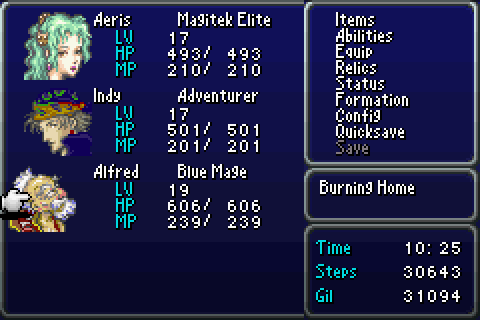 Aeris Magitek Elite
LV 17
HP 493/ 493
MP 210/ 210
Indy Adventurer
LV 17
HP 501/ 501
MP 201/ 201
Alfred Blue Mage
LV 19
HP 606/ 606
MP 239/ 239
Items
Abilities
Equip
Relics
Status
Formation
Config
Quicksave
Save
Burning Home
Time 10: 25
Steps 30643
Gil 31094